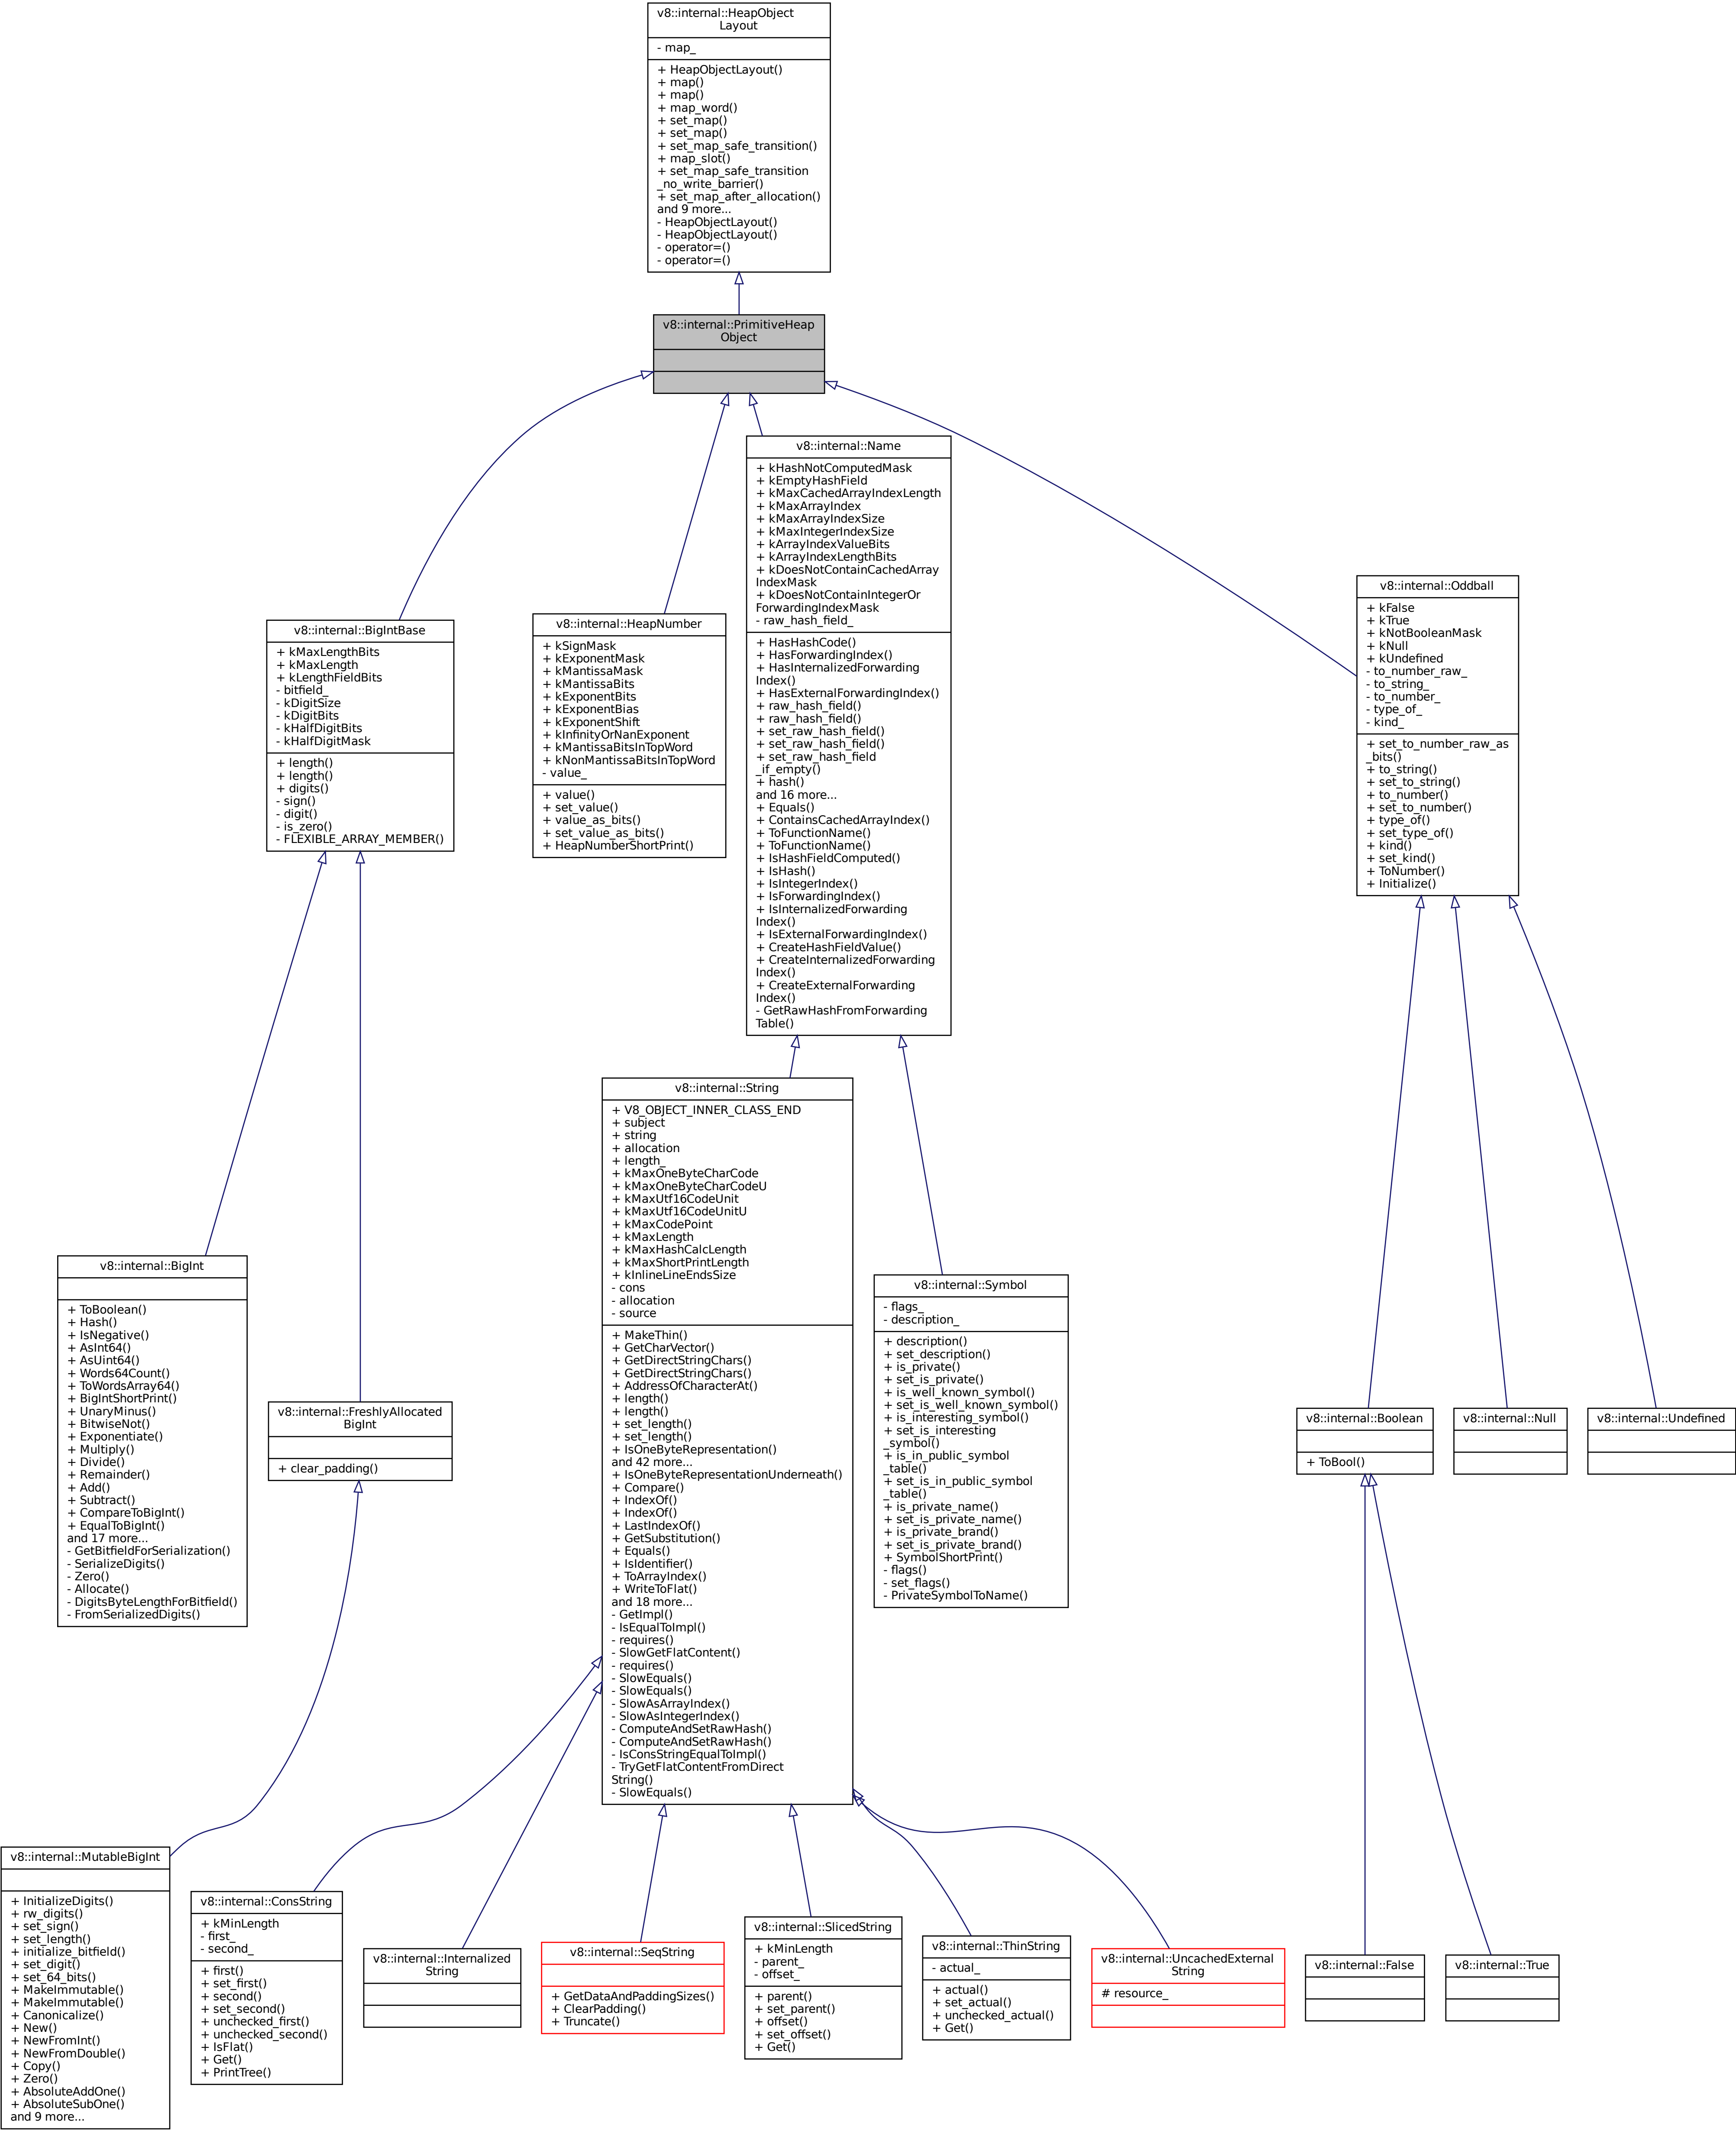 v8::internal::HeapObject
Layout
- map_
+ HeapObjectLayout()
+ map()
+ map()
+ map_word()
+ set_map()
+ set_map()
+ set_map_safe_transition()
+ map_slot()
+ set_map_safe_transition
_no_write_barrier()
+ set_map_after_allocation()
and 9 more...
- HeapObjectLayout()
- HeapObjectLayout()
- operator=()
- operator=()
v8::internal::PrimitiveHeap
Object
v8::internal::BigIntBase
+ kMaxLengthBits
+ kMaxLength
+ kLengthFieldBits
- bitfield_
- kDigitSize
- kDigitBits
- kHalfDigitBits
- kHalfDigitMask
+ length()
+ length()
+ digits()
- sign()
- digit()
- is_zero()
- FLEXIBLE_ARRAY_MEMBER()
v8::internal::HeapNumber
+ kSignMask
+ kExponentMask
+ kMantissaMask
+ kMantissaBits
+ kExponentBits
+ kExponentBias
+ kExponentShift
+ kInfinityOrNanExponent
+ kMantissaBitsInTopWord
+ kNonMantissaBitsInTopWord
- value_
+ value()
+ set_value()
+ value_as_bits()
+ set_value_as_bits()
+ HeapNumberShortPrint()
v8::internal::Name
+ kHashNotComputedMask
+ kEmptyHashField
+ kMaxCachedArrayIndexLength
+ kMaxArrayIndex
+ kMaxArrayIndexSize
+ kMaxIntegerIndexSize
+ kArrayIndexValueBits
+ kArrayIndexLengthBits
+ kDoesNotContainCachedArray
IndexMask
+ kDoesNotContainIntegerOr
ForwardingIndexMask
- raw_hash_field_
+ HasHashCode()
+ HasForwardingIndex()
+ HasInternalizedForwarding
Index()
+ HasExternalForwardingIndex()
+ raw_hash_field()
+ raw_hash_field()
+ set_raw_hash_field()
+ set_raw_hash_field()
+ set_raw_hash_field
_if_empty()
+ hash()
and 16 more...
+ Equals()
+ ContainsCachedArrayIndex()
+ ToFunctionName()
+ ToFunctionName()
+ IsHashFieldComputed()
+ IsHash()
+ IsIntegerIndex()
+ IsForwardingIndex()
+ IsInternalizedForwarding
Index()
+ IsExternalForwardingIndex()
+ CreateHashFieldValue()
+ CreateInternalizedForwarding
Index()
+ CreateExternalForwarding
Index()
- GetRawHashFromForwarding
Table()
v8::internal::Oddball
+ kFalse
+ kTrue
+ kNotBooleanMask
+ kNull
+ kUndefined
- to_number_raw_
- to_string_
- to_number_
- type_of_
- kind_
+ set_to_number_raw_as
_bits()
+ to_string()
+ set_to_string()
+ to_number()
+ set_to_number()
+ type_of()
+ set_type_of()
+ kind()
+ set_kind()
+ ToNumber()
+ Initialize()
v8::internal::BigInt
+ ToBoolean()
+ Hash()
+ IsNegative()
+ AsInt64()
+ AsUint64()
+ Words64Count()
+ ToWordsArray64()
+ BigIntShortPrint()
+ UnaryMinus()
+ BitwiseNot()
+ Exponentiate()
+ Multiply()
+ Divide()
+ Remainder()
+ Add()
+ Subtract()
+ CompareToBigInt()
+ EqualToBigInt()
and 17 more...
- GetBitfieldForSerialization()
- SerializeDigits()
- Zero()
- Allocate()
- DigitsByteLengthForBitfield()
- FromSerializedDigits()
v8::internal::FreshlyAllocated
BigInt
+ clear_padding()
v8::internal::String
+ V8_OBJECT_INNER_CLASS_END
+ subject
+ string
+ allocation
+ length_
+ kMaxOneByteCharCode
+ kMaxOneByteCharCodeU
+ kMaxUtf16CodeUnit
+ kMaxUtf16CodeUnitU
+ kMaxCodePoint
+ kMaxLength
+ kMaxHashCalcLength
+ kMaxShortPrintLength
+ kInlineLineEndsSize
- cons
- allocation
- source
+ MakeThin()
+ GetCharVector()
+ GetDirectStringChars()
+ GetDirectStringChars()
+ AddressOfCharacterAt()
+ length()
+ length()
+ set_length()
+ set_length()
+ IsOneByteRepresentation()
and 42 more...
+ IsOneByteRepresentationUnderneath()
+ Compare()
+ IndexOf()
+ IndexOf()
+ LastIndexOf()
+ GetSubstitution()
+ Equals()
+ IsIdentifier()
+ ToArrayIndex()
+ WriteToFlat()
and 18 more...
- GetImpl()
- IsEqualToImpl()
- requires()
- SlowGetFlatContent()
- requires()
- SlowEquals()
- SlowEquals()
- SlowAsArrayIndex()
- SlowAsIntegerIndex()
- ComputeAndSetRawHash()
- ComputeAndSetRawHash()
- IsConsStringEqualToImpl()
- TryGetFlatContentFromDirect
String()
- SlowEquals()
v8::internal::Symbol
- flags_
- description_
+ description()
+ set_description()
+ is_private()
+ set_is_private()
+ is_well_known_symbol()
+ set_is_well_known_symbol()
+ is_interesting_symbol()
+ set_is_interesting
_symbol()
+ is_in_public_symbol
_table()
+ set_is_in_public_symbol
_table()
+ is_private_name()
+ set_is_private_name()
+ is_private_brand()
+ set_is_private_brand()
+ SymbolShortPrint()
- flags()
- set_flags()
- PrivateSymbolToName()
v8::internal::Boolean
+ ToBool()
v8::internal::Null
v8::internal::Undefined
v8::internal::MutableBigInt
+ InitializeDigits()
+ rw_digits()
+ set_sign()
+ set_length()
+ initialize_bitfield()
+ set_digit()
+ set_64_bits()
+ MakeImmutable()
+ MakeImmutable()
+ Canonicalize()
+ New()
+ NewFromInt()
+ NewFromDouble()
+ Copy()
+ Zero()
+ AbsoluteAddOne()
+ AbsoluteSubOne()
and 9 more...
v8::internal::ConsString
+ kMinLength
- first_
- second_
+ first()
+ set_first()
+ second()
+ set_second()
+ unchecked_first()
+ unchecked_second()
+ IsFlat()
+ Get()
+ PrintTree()
v8::internal::Internalized
String
v8::internal::SeqString
+ GetDataAndPaddingSizes()
+ ClearPadding()
+ Truncate()
v8::internal::SlicedString
+ kMinLength
- parent_
- offset_
+ parent()
+ set_parent()
+ offset()
+ set_offset()
+ Get()
v8::internal::ThinString
- actual_
+ actual()
+ set_actual()
+ unchecked_actual()
+ Get()
v8::internal::UncachedExternal
String
# resource_
v8::internal::False
v8::internal::True